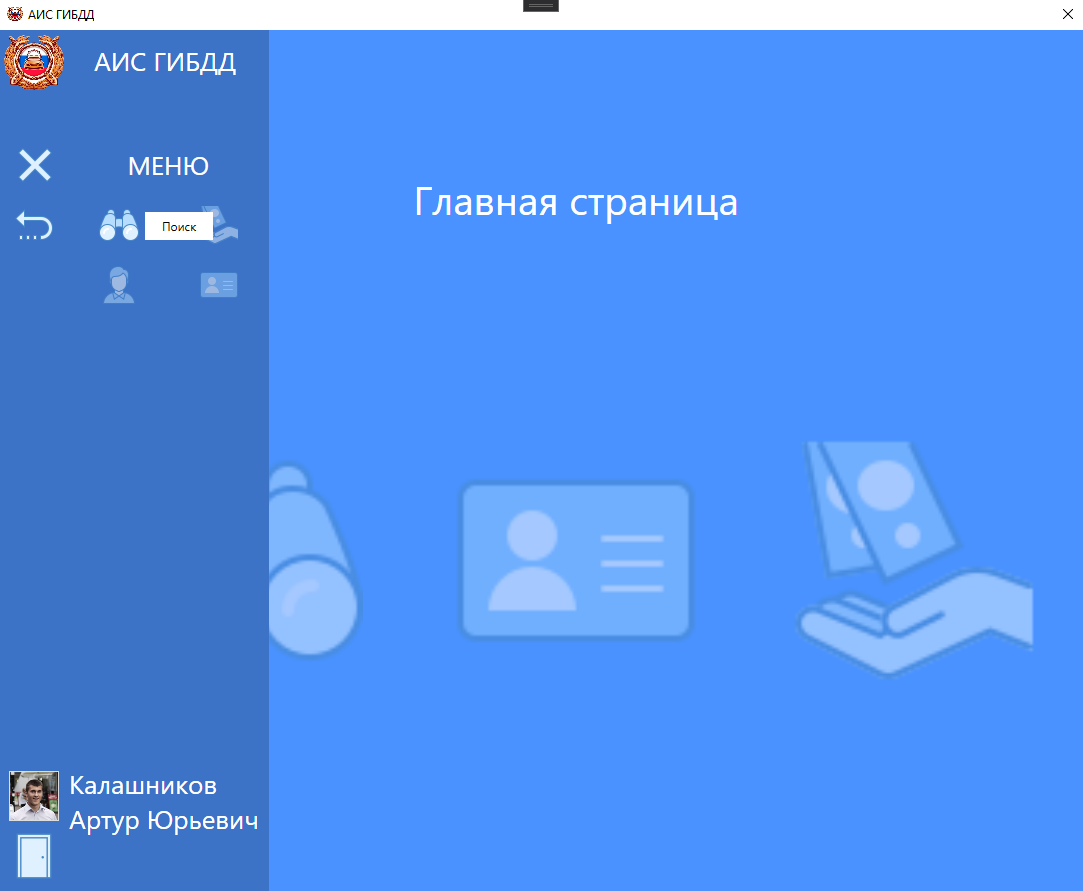 АИС ГИБДД
АИС ГИБДД
МЕНЮ
Поиск
Главная страница
Калашников
Артур Юрьевич